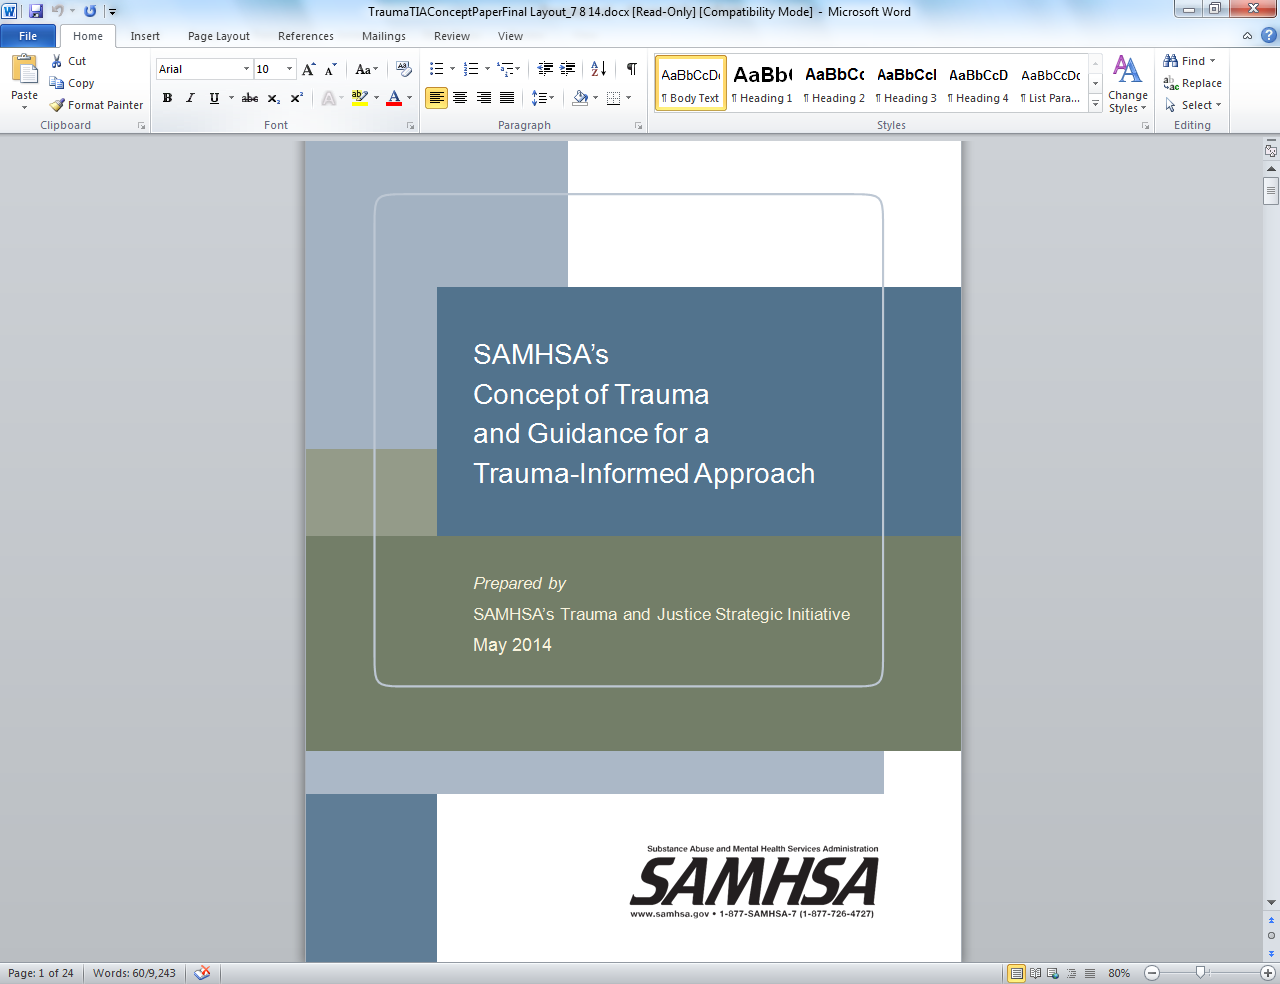 TraumaTIAConceptPaperFinal Layout_7 8 14.docx [Read-Only] [Compatibility Mode] - Microsoft Word
File Home Insert Page Layout References Mailings Review View
Paste
Cut
Copy
Format Painter
Clipboard
Arial 10
Font
Paragraph
AaBbCcDc AaBbC AaBbCc AaBbCcI AaBbCcD AaBbCcDc
¶ Body Text ¶ Heading 1 ¶ Heading 2 ¶ Heading 3 ¶ Heading 4 ¶ List Para...
Change Styles
Styles
Find
Replace
Select
Editing
SAMHSA’s
Concept of Trauma
and Guidance for a
Trauma-Informed Approach
Prepared by
SAMHSA’s Trauma and Justice Strategic Initiative
May 2014
Substance Abuse and Mental Health Services Administration
SAMHSA
www.samhsa.gov • 1-877-SAMHSA-7 (1-877-726-4727)
Page: 1 of 24 Words: 60/9,243 80%